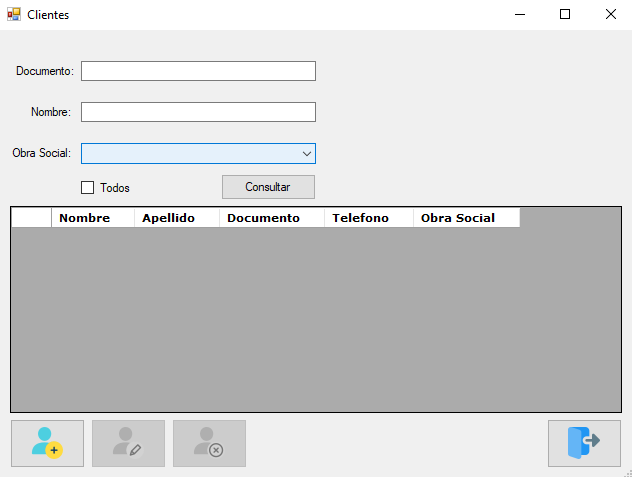 Clientes
Documento:
Nombre:
Obra Social:
Todos
Consultar
Nombre Apellido Documento Telefono Obra Social